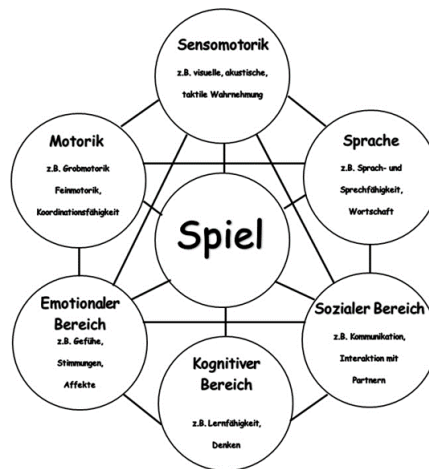 Sensomotorik
z.B. visuelle, akustische,
taktile Wahrnehmung
Motorik
z.B. Grobmotorik
Feinmotorik,
Koordinationsfähigkeit
Sprache
z.B. Sprach- und
Sprechfähigkeit,
Wortschaft
Spiel
Emotionaler
Bereich
z.B. Gefühe,
Stimmungen,
Affekte
Sozialer Bereich
z.B. Kommunikation,
Interaktion mit
Partnern
Kognitiver
Bereich
z.B. Lernfähigkeit,
Denken